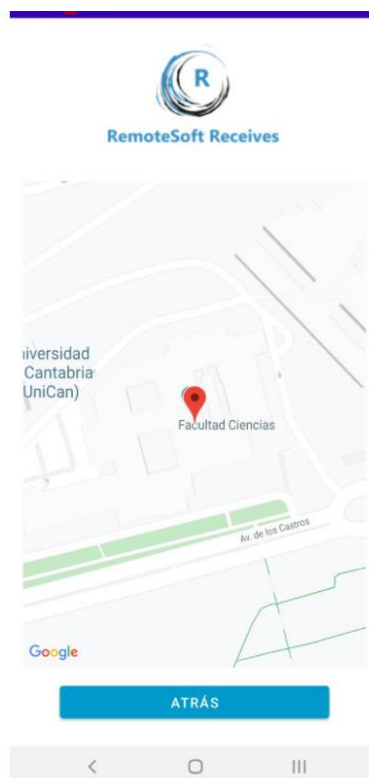 R
RemoteSoft Receives
iversidad
Cantabria
UniCan)
Facultad Ciencias
Av. de los Castros
Google
ATRÁS